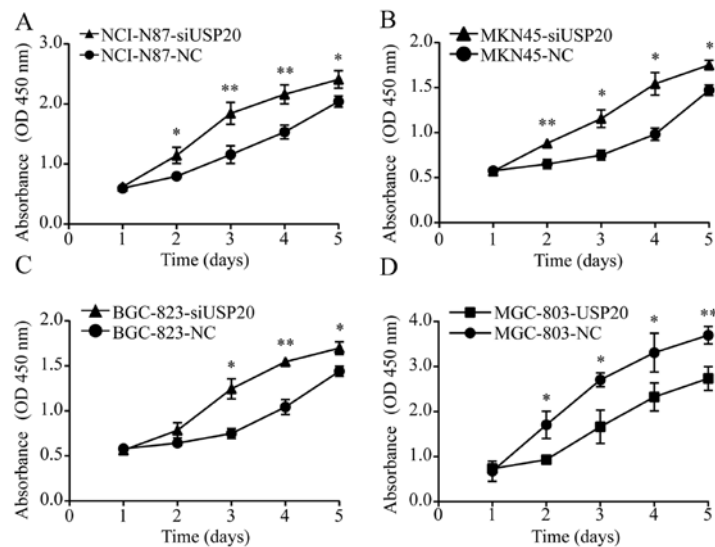 A
NCI-N87-siUSP20
NCI-N87-NC
Absorbance (OD 450 nm)
3.0
2.0
1.0
0.0
* ** ** *
0 1 2 3 4 5
Time (days)
B
MKN45-siUSP20
MKN45-NC
Absorbance (OD 450 nm)
2.0
1.5
1.0
0.5
0.0
** * * *
0 1 2 3 4 5
Time (days)
C
BGC-823-siUSP20
BGC-823-NC
Absorbance (OD 450 nm)
2.0
1.5
1.0
0.5
0.0
* ** *
0 1 2 3 4 5
Time (days)
D
MGC-803-USP20
MGC-803-NC
Absorbance (OD 450 nm)
4.0
3.0
2.0
1.0
0.0
* * * **
0 1 2 3 4 5
Time (days)